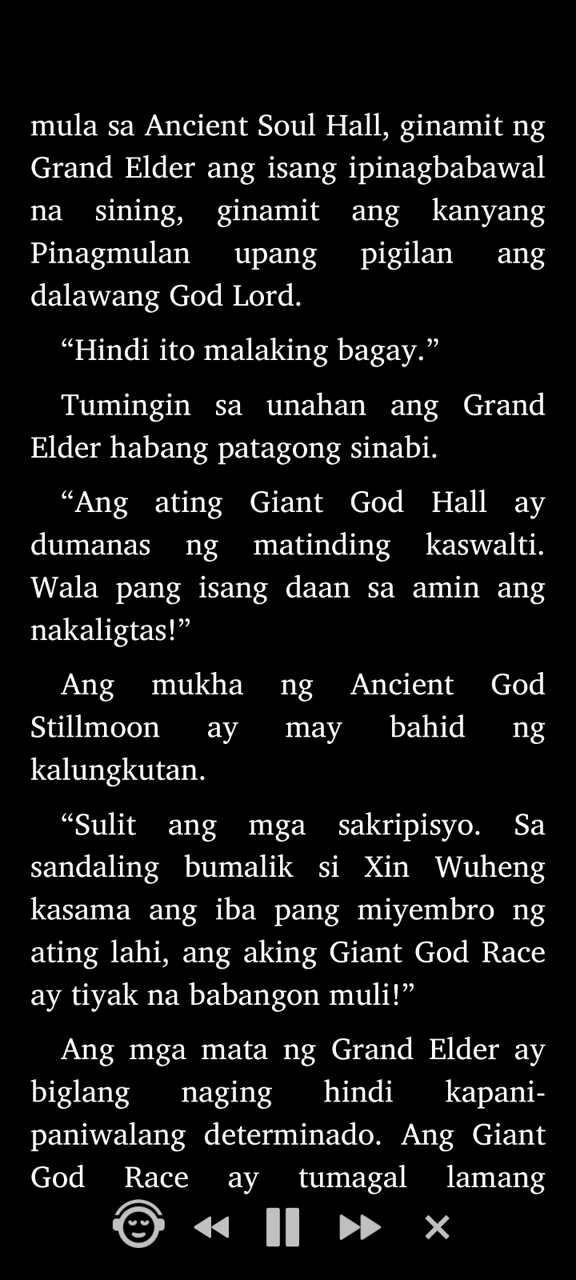 mula sa Ancient Soul Hall, ginamit ng
Grand Elder ang isang ipinagbabawal
na sining, ginamit ang kanyang
Pinagmulan upang pigilan ang
dalawang God Lord.
“Hindi ito malaking bagay.”
Tumingin sa unahan ang Grand
Elder habang patagong sinabi.
“Ang ating Giant God Hall ay
dumanas ng matinding kaswalti.
Wala pang isang daan sa amin ang
nakaligtas!”
Ang mukha ng Ancient God
Stillmoon ay may bahid ng
kalungkutan.
“Sulit ang mga sakripisyo. Sa
sandaling bumalik si Xin Wuheng
kasama ang iba pang miyembro ng
ating lahi, ang aking Giant God Race
ay tiyak na babangon muli!”
Ang mga mata ng Grand Elder ay
biglang naging hindi kapani-
paniwalang determinado. Ang Giant
God Race ay tumagal lamang